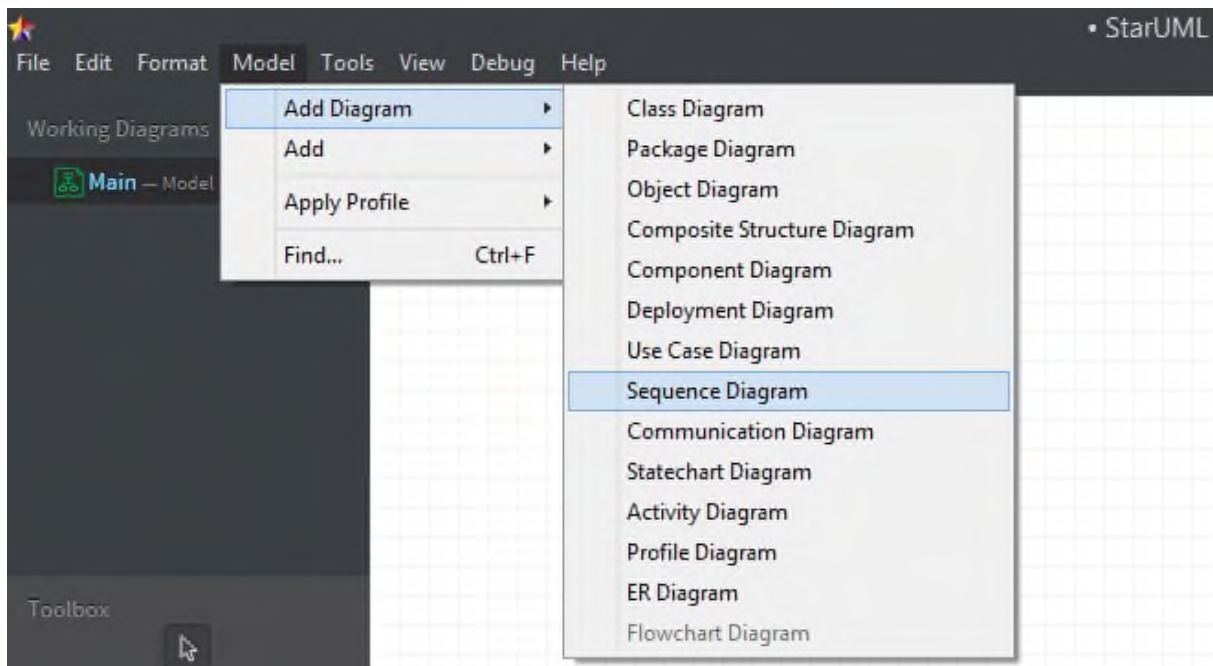 • StarUML
File Edit Format Model Tools View Debug Help
Working Diagrams
Main — Model
Add Diagram
Add
Apply Profile
Find... Ctrl+F
Class Diagram
Package Diagram
Object Diagram
Composite Structure Diagram
Component Diagram
Deployment Diagram
Use Case Diagram
Sequence Diagram
Communication Diagram
Statechart Diagram
Activity Diagram
Profile Diagram
ER Diagram
Flowchart Diagram
Toolbox